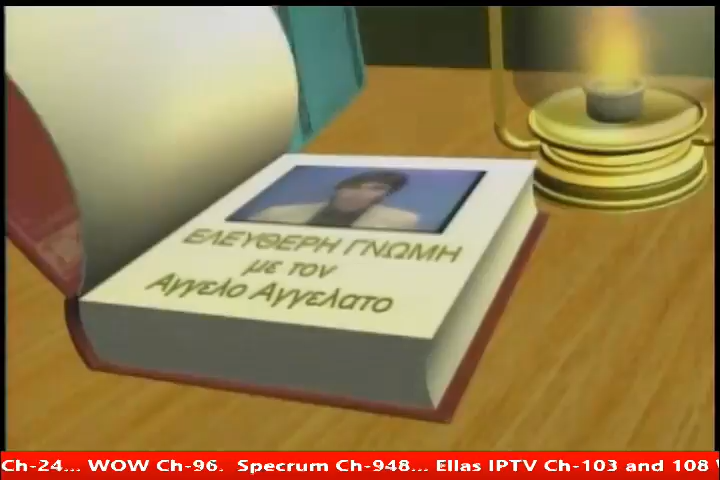 ΕΛΕΥΘΕΡΗ ΓΝΩΜΗ
με τον
Αγγελο Αγγελατο
Ch-24... WOW Ch-96. Specrum Ch-948... Ellas IPTV Ch-103 and 108